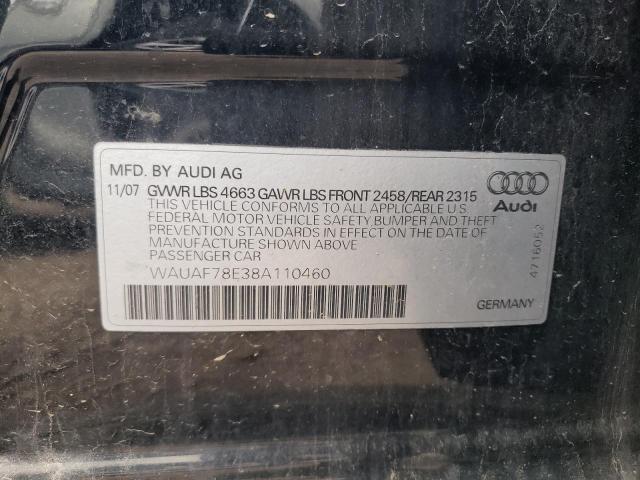 MFD. BY AUDI AG
11/07 GVWR LBS 4663 GAWR LBS FRONT 2458/REAR 2315
THIS VEHICLE CONFORMS TO ALL APPLICABLE U.S.
FEDERAL MOTOR VEHICLE SAFETY BUMPER AND THEFT
PREVENTION STANDARDS IN EFFECT ON THE DATE OF
MANUFACTURE SHOWN ABOVE
PASSENGER CAR
WAUAF78E38A110460
Audi
4716052
GERMANY